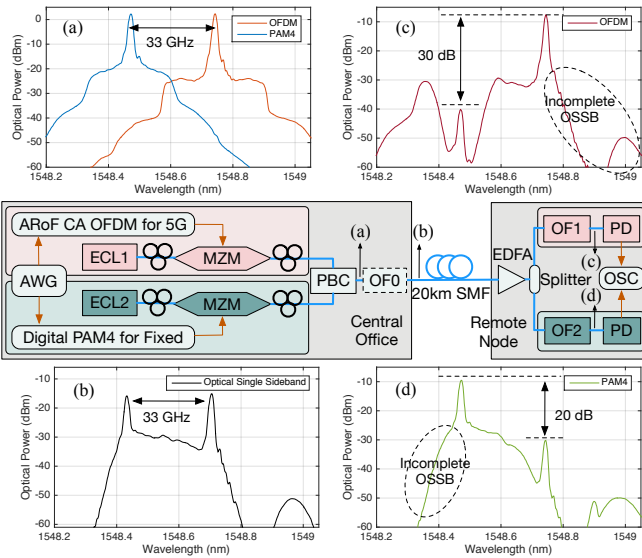 (a)
33 GHz
OFDM
PAM4
Optical Power (dBm)
0
-10
-20
-30
-40
-50
-60
1548.2
1548.4
1548.6
1548.8
1549
Wavelength (nm)
(c)
OFDM
30 dB
Incomplete
OSSB
Optical Power (dBm)
-10
-20
-30
-40
-50
-60
1548.2
1548.4
1548.6
1548.8
1549
Wavelength (nm)
ARoF CA OFDM for 5G
ECL1
MZM
AWG
ECL2
MZM
Digital PAM4 for Fixed
PBC
(a)
OF0
Central
Office
(b)
20km SMF
EDFA
Splitter
OF1
PD
(c)
OSC
(d)
OF2
PD
Remote
Node
(b)
Optical Single Sideband
33 GHz
Optical Power (dBm)
-10
-20
-30
-40
-50
-60
1548.2
1548.4
1548.6
1548.8
1549
Wavelength (nm)
(d)
PAM4
20 dB
Incomplete
OSSB
Optical Power (dBm)
-10
-20
-30
-40
-50
-60
1548.2
1548.4
1548.6
1548.8
1549
Wavelength (nm)